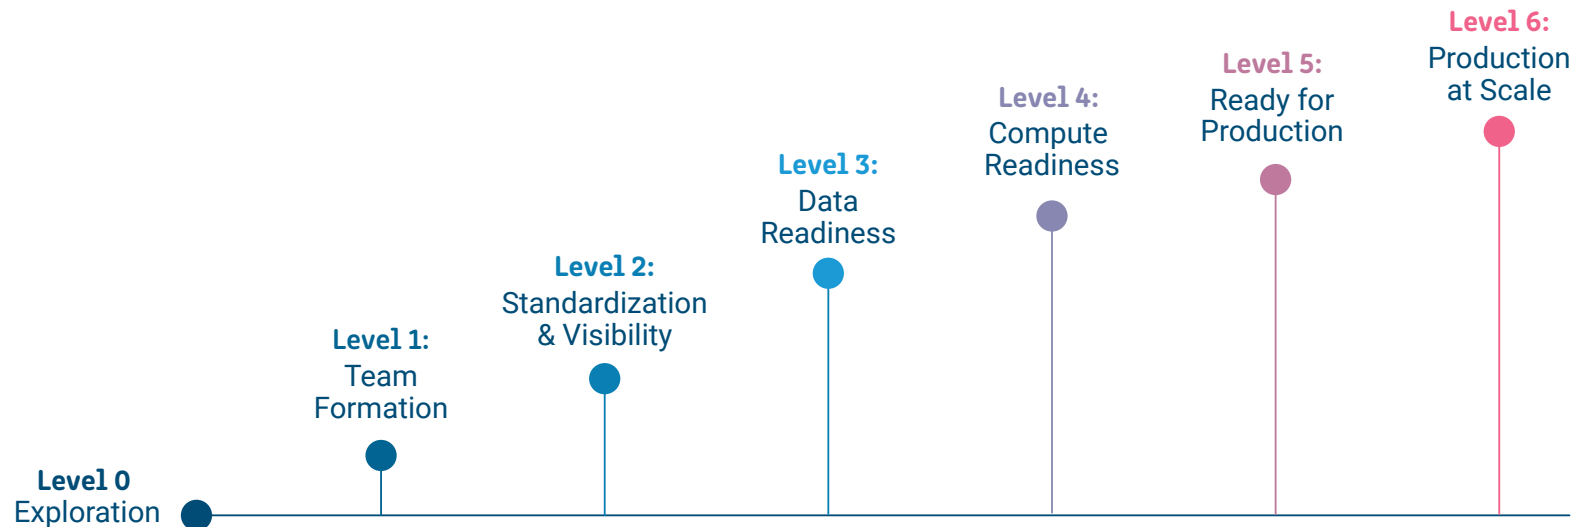 Level 0
Exploration
Level 1:
Team
Formation
Level 2:
Standardization
& Visibility
Level 3:
Data
Readiness
Level 4:
Compute
Readiness
Level 5:
Ready for
Production
Level 6:
Production
at Scale